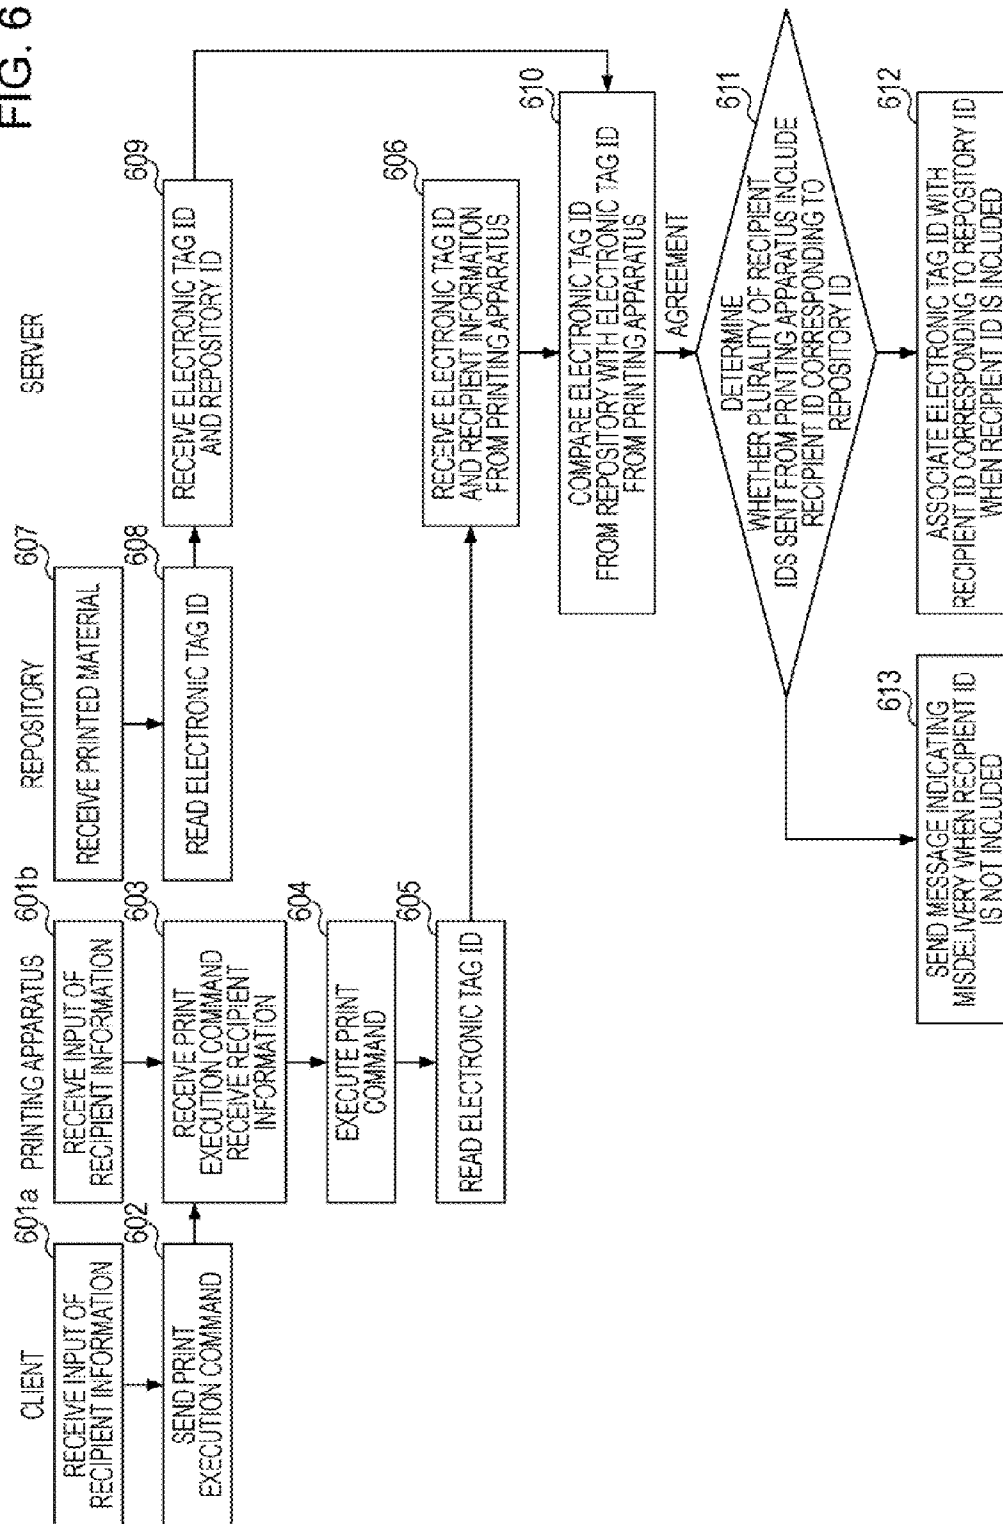 FIG. 6
CLIENT
601a
RECEIVE INPUT OF
RECIPIENT INFORMATION
602
SEND PRINT
EXECUTION COMMAND
PRINTING APPARATUS
601b
RECEIVE INPUT OF
RECIPIENT INFORMATION
603
RECEIVE PRINT
EXECUTION COMMAND
RECEIVE RECIPIENT
INFORMATION
604
EXECUTE PRINT
COMMAND
605
READ ELECTRONIC TAG ID
REPOSITORY
607
RECEIVE PRINTED MATERIAL
608
READ ELECTRONIC TAG ID
SERVER
609
RECEIVE ELECTRONIC TAG ID
AND REPOSITORY ID
606
RECEIVE ELECTRONIC TAG ID
AND RECIPIENT INFORMATION
FROM PRINTING APPARATUS
610
COMPARE ELECTRONIC TAG ID
FROM REPOSITORY WITH ELECTRONIC TAG ID
FROM PRINTING APPARATUS
AGREEMENT
611
DETERMINE
WHETHER PLURALITY OF RECIPIENT
IDS SENT FROM PRINTING APPARATUS INCLUDE
RECIPIENT ID CORRESPONDING TO
REPOSITORY ID
612
ASSOCIATE ELECTRONIC TAG ID WITH
RECIPIENT ID CORRESPONDING TO REPOSITORY ID
WHEN RECIPIENT ID IS INCLUDED
613
SEND MESSAGE INDICATING
MISDELIVERY WHEN RECIPIENT ID
IS NOT INCLUDED